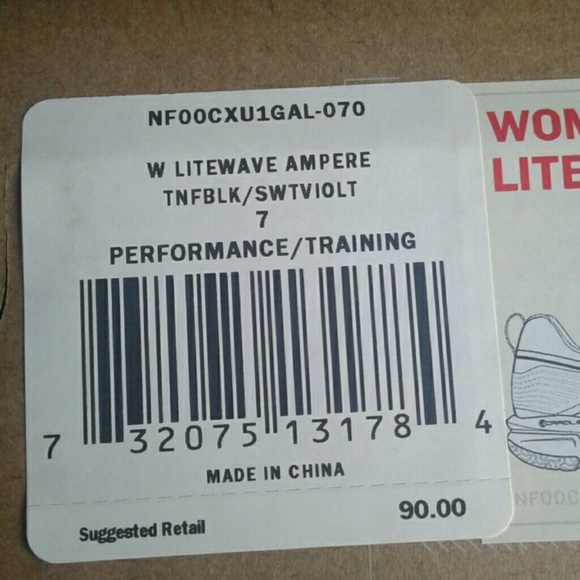 NF00CXU1GAL-070
W LITEWAVE AMPERE
TNFBLK/SWTVIOLT
7
PERFORMANCE/TRAINING
7 32075 13178 4
MADE IN CHINA
Suggested Retail 90.00
WOM
LITE
NF00C